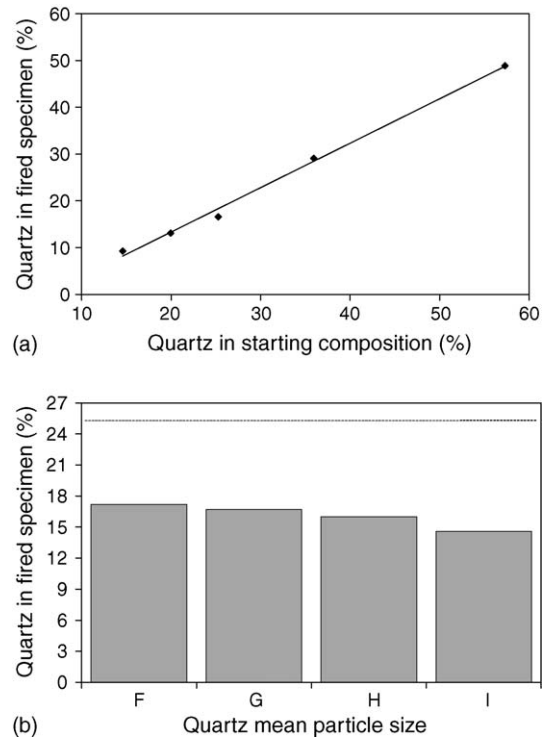 60
50
40
30
20
10
0
Quartz in fired specimen (%)
10 20 30 40 50 60
(a) Quartz in starting composition (%)
27
24
21
18
15
12
9
6
3
0
Quartz in fired specimen (%)
F G H I
(b) Quartz mean particle size